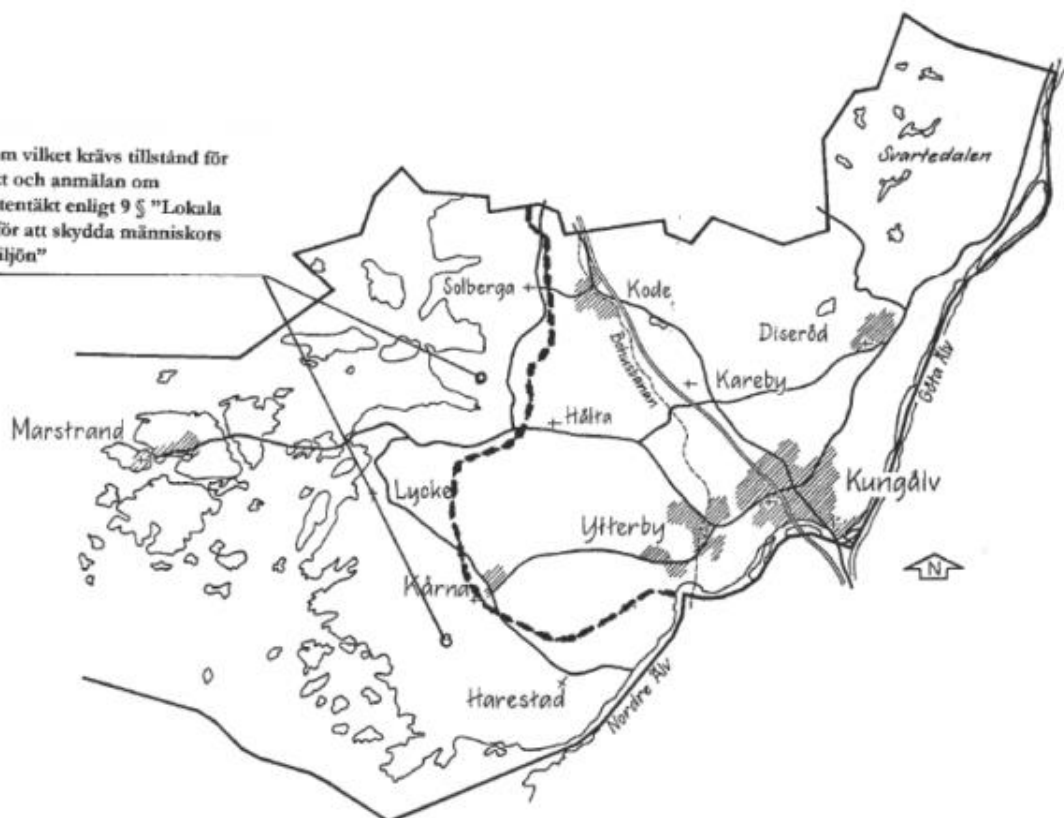 m vilket krävs tillstånd för
t och anmälan om
tentäkt enligt 9 § ”Lokala
för att skydda människors
iljön”
Svartedalen
Solberga
Kode
Diseröd
Bohusbanan
Kareby
Göta Älv
Marstrand
Hålta
Lycke
Kungälv
Ytterby
N
Kärna
Harestad
Nordre Älv